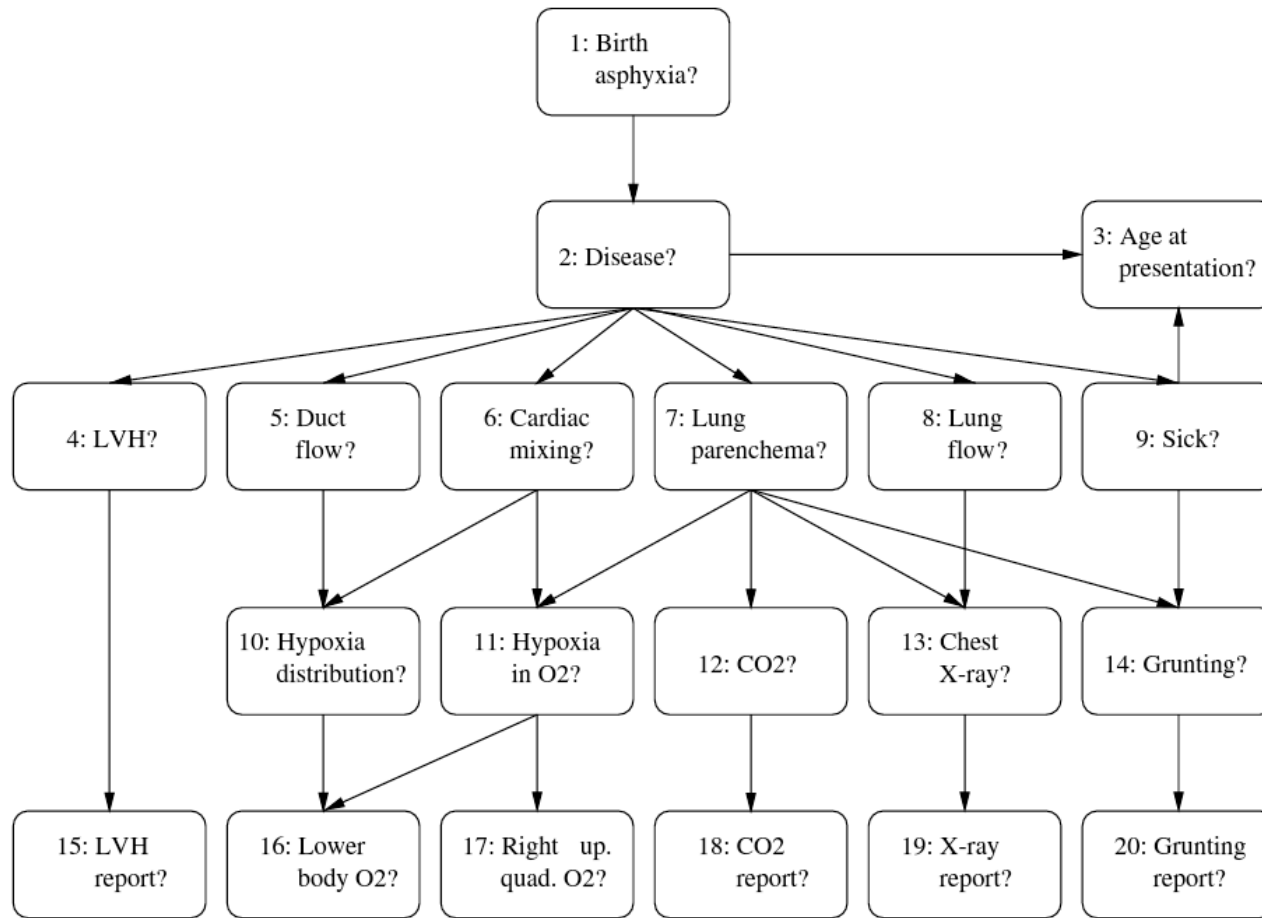 1: Birth
asphyxia?
2: Disease?
3: Age at
presentation?
4: LVH?
5: Duct
flow?
6: Cardiac
mixing?
7: Lung
parenchema?
8: Lung
flow?
9: Sick?
10: Hypoxia
distribution?
11: Hypoxia
in O2?
12: CO2?
13: Chest
X-ray?
14: Grunting?
15: LVH
report?
16: Lower
body O2?
17: Right up.
quad. O2?
18: CO2
report?
19: X-ray
report?
20: Grunting
report?